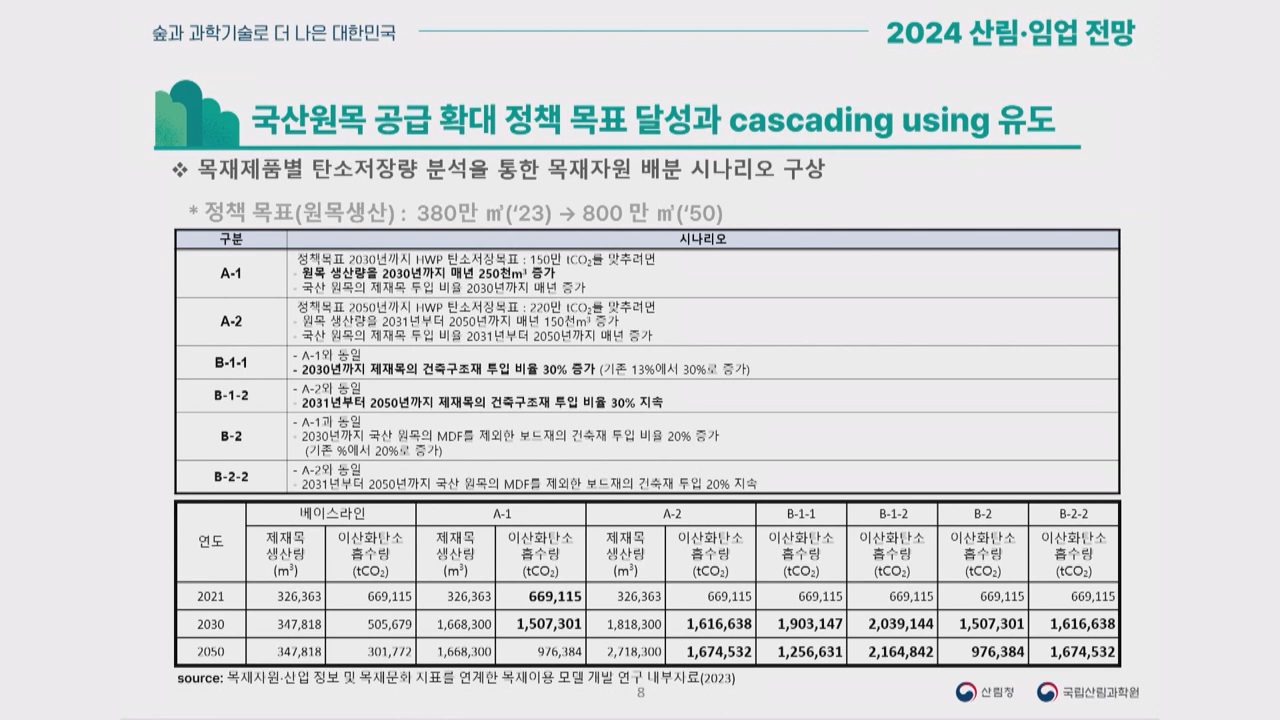 숲과 과학기술로 더 나은 대한민국
2024 산림·임업 전망
국산원목 공급 확대 정책 목표 달성과 cascading using 유도
❖ 목재제품별 탄소저장량 분석을 통한 목재자원 배분 시나리오 구상
* 정책 목표(원목생산) : 380만 ㎥('23) → 800 만 ㎥('50)
구분 시나리오
A-1
정책목표 2030년까지 HWP 탄소저장목표 : 150만 tCO₂를 맞추려면
- 원목 생산량을 2030년까지 매년 250천m³ 증가
- 국산 원목의 제재목 투입 비율 2030년까지 매년 증가
A-2
정책목표 2050년까지 HWP 탄소저장목표 : 220만 tCO₂를 맞추려면
- 원목 생산량을 2031년부터 2050년까지 매년 150천m³ 증가
- 국산 원목의 제재목 투입 비율 2031년부터 2050년까지 매년 증가
B-1-1
- A-1와 동일
- 2030년까지 제재목의 건축구조재 투입 비율 30% 증가 (기존 13%에서 30%로 증가)
B-1-2
- A-2와 동일
- 2031년부터 2050년까지 제재목의 건축구조재 투입 비율 30% 지속
B-2
- A-1과 동일
- 2030년까지 국산 원목의 MDF를 제외한 보드재의 건축재 투입 비율 20% 증가
(기존 %에서 20%로 증가)
B-2-2
- A-2와 동일
- 2031년부터 2050년까지 국산 원목의 MDF를 제외한 보드재의 건축재 투입 20% 지속
연도 베이스라인 A-1 A-2 B-1-1 B-1-2 B-2 B-2-2
제재목 이산화탄소 제재목 이산화탄소 제재목 이산화탄소 이산화탄소 이산화탄소 이산화탄소 이산화탄소
생산량 흡수량 생산량 흡수량 생산량 흡수량 흡수량 흡수량 흡수량 흡수량
(m³) (tCO₂) (m³) (tCO₂) (m³) (tCO₂) (tCO₂) (tCO₂) (tCO₂) (tCO₂)
2021 326,363 669,115 326,363 669,115 326,363 669,115 669,115 669,115 669,115 669,115
2030 347,818 505,679 1,668,300 1,507,301 1,818,300 1,616,638 1,903,147 2,039,144 1,507,301 1,616,638
2050 347,818 301,772 1,668,300 976,384 2,718,300 1,674,532 1,256,631 2,164,842 976,384 1,674,532
source: 목재자원·산업 정보 및 목재문화 지표를 연계한 목재이용 모델 개발 연구 내부자료(2023)
8
산림청 국립산림과학원